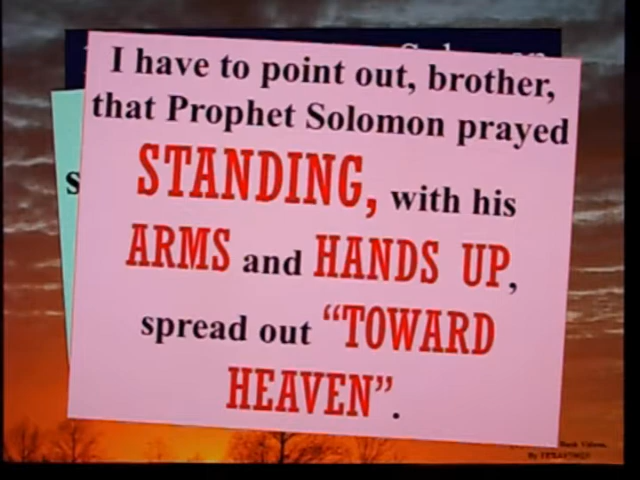 I have to point out, brother,
that Prophet Solomon prayed
STANDING, with his
ARMS and HANDS UP,
spread out “TOWARD
HEAVEN”.